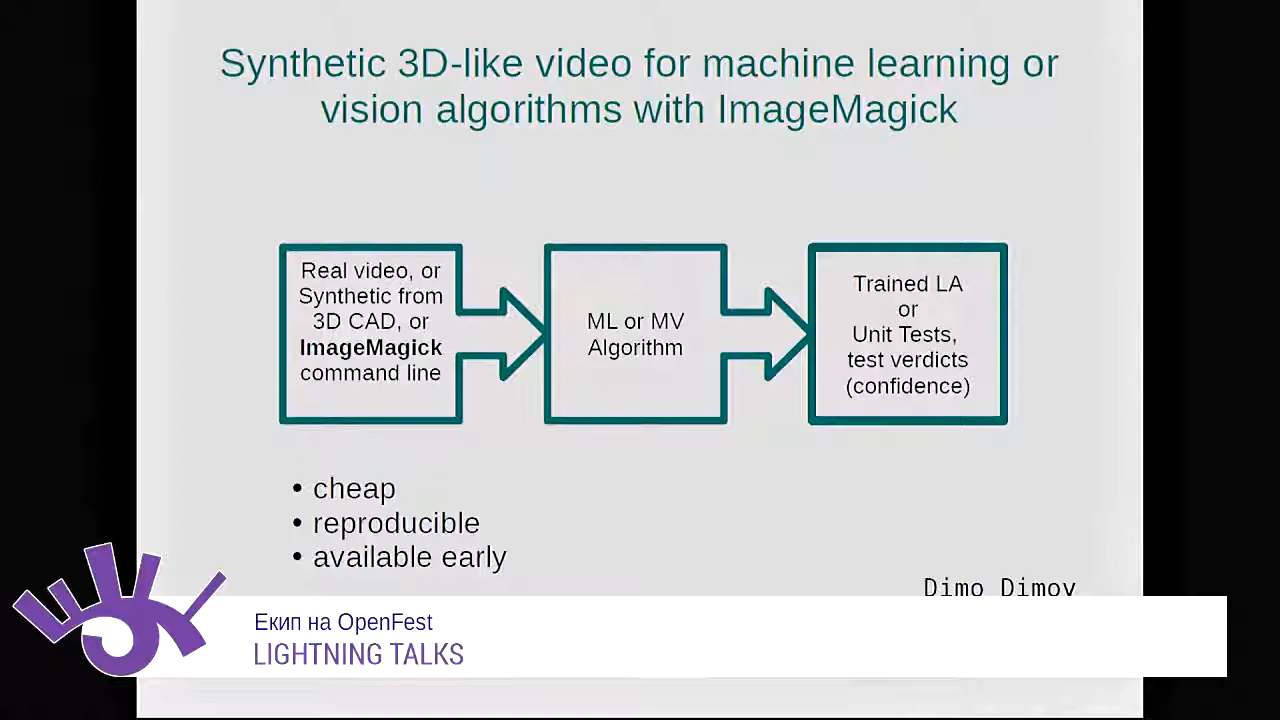 Synthetic 3D-like video for machine learning or
vision algorithms with ImageMagick
Real video, or
Synthetic from
3D CAD, or
ImageMagick
command line
ML or MV
Algorithm
Trained LA
or
Unit Tests,
test verdicts
(confidence)
• cheap
• reproducible
• available early
Dimo Dimov
Екип на OpenFest
LIGHTNING TALKS